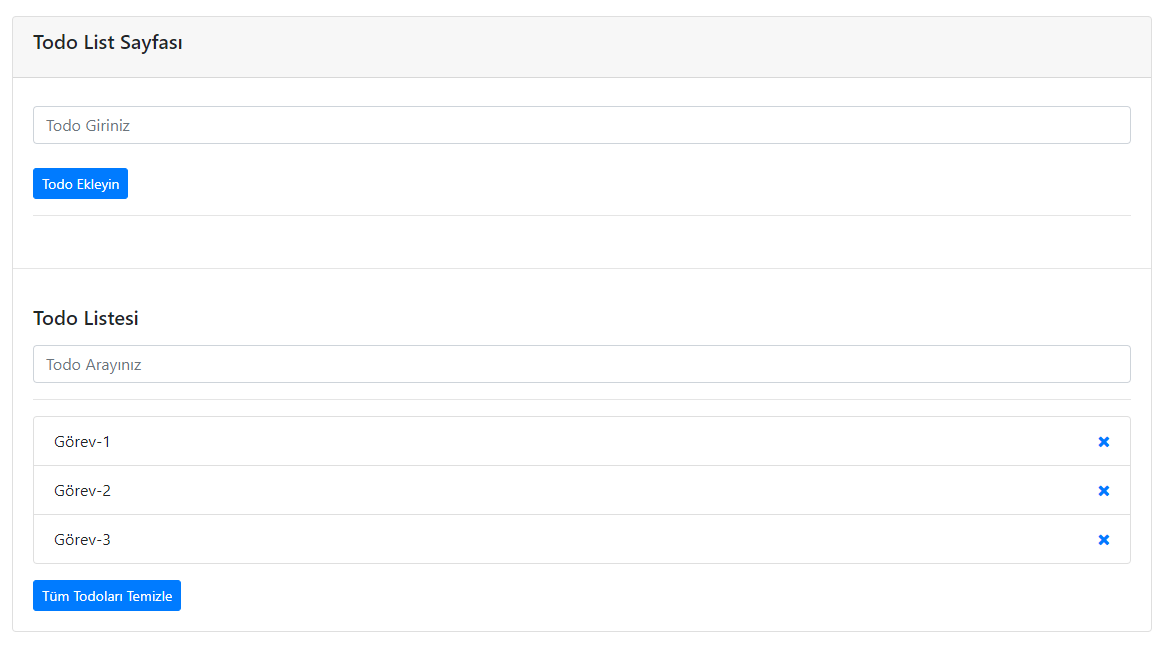 Todo List Sayfası
Todo Giriniz
Todo Ekleyin
Todo Listesi
Todo Arayınız
Görev-1
Görev-2
Görev-3
Tüm Todoları Temizle